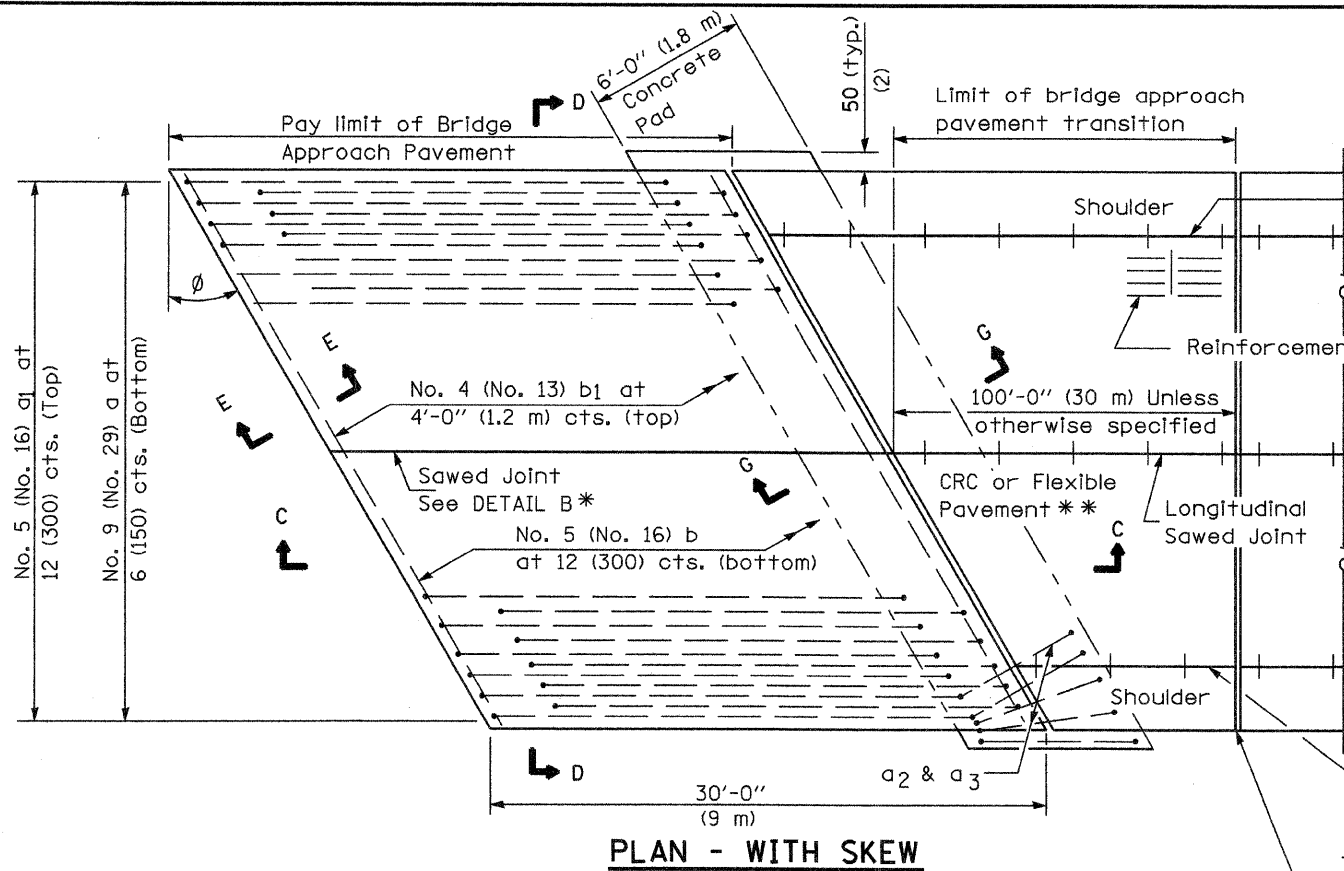 6'-0" (1.8 m)
Concrete
Pad
50 (typ.)
(2)
D
Pay limit of Bridge
Approach Pavement
Limit of bridge approach
pavement transition
Shoulder
Ø
No. 5 (No. 16) a1 at
12 (300) cts. (Top)
No. 9 (No. 29) a at
6 (150) cts. (Bottom)
E
E
G
Reinforcemen
No. 4 (No. 13) b1 at
4'-0" (1.2 m) cts. (top)
100'-0" (30 m) Unless
otherwise specified
Sawed Joint
See DETAIL B *
G
CRC or Flexible
Pavement * *
Longitudinal
Sawed Joint
C
C
No. 5 (No. 16) b
at 12 (300) cts. (bottom)
Shoulder
D
a2 & a3
30'-0"
(9 m)
PLAN - WITH SKEW